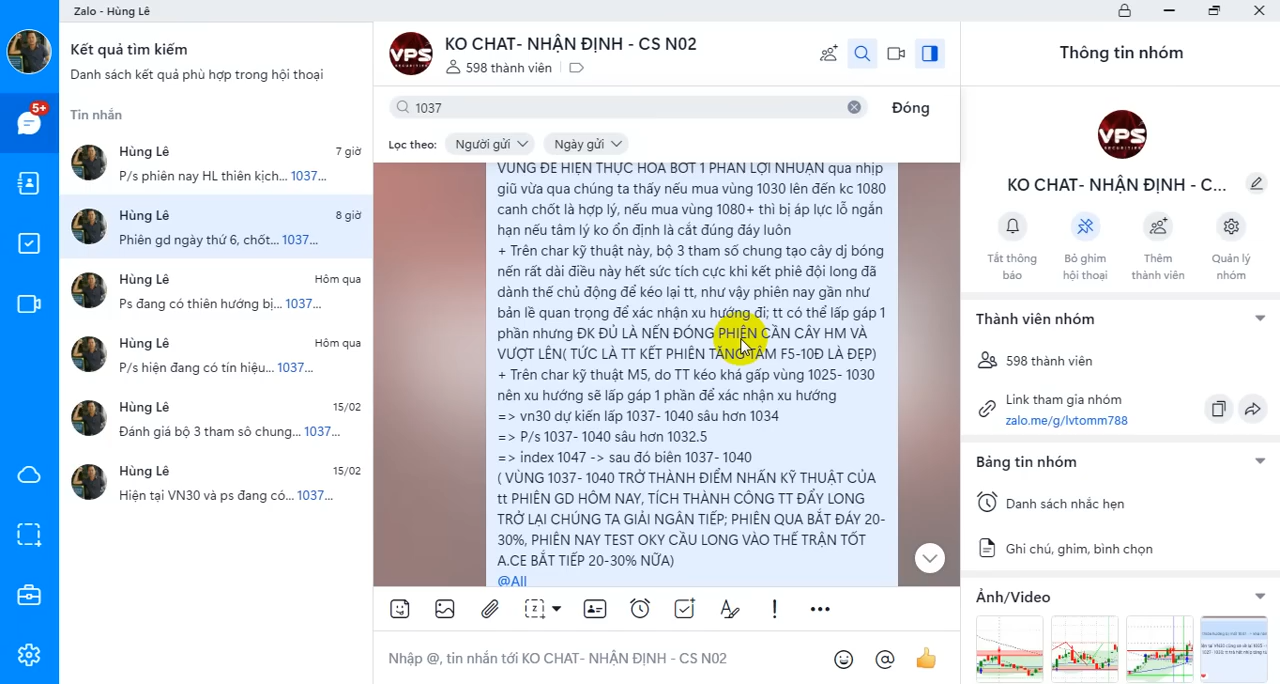 Zalo - Hùng Lê
Kết quả tìm kiếm
Danh sách kết quả phù hợp trong hội thoại
Tin nhắn
5+
Hùng Lê
7 giờ
P/s phiên nay HL thiên kịch... 1037...
Hùng Lê
8 giờ
Phiên gd ngày thứ 6, chốt... 1037...
Hùng Lê
Hôm qua
Ps đang có thiên hướng bị... 1037...
Hùng Lê
Hôm qua
P/s hiện đang có tín hiệu... 1037...
Hùng Lê
15/02
Đánh giá bộ 3 tham số chung... 1037...
Hùng Lê
15/02
Hiện tại VN30 và ps đang có... 1037...
VPS
SECURITIES
KO CHAT- NHẬN ĐỊNH - CS N02
598 thành viên
1037
Đóng
Lọc theo:
Người gửi
Ngày gửi
VÙNG ĐỂ HIỆN THỰC HÓA BỚT 1 PHẦN LỢI NHUẬN qua nhịp
giũ vừa qua chúng ta thấy nếu mua vùng 1030 lên đến kc 1080
canh chốt là hợp lý, nếu mua vùng 1080+ thì bị áp lực lỗ ngắn
hạn nếu tâm lý ko ổn định là cắt đúng đáy luôn
+ Trên char kỹ thuật này, bộ 3 tham số chung tạo cây dj bóng
nến rất dài điều này hết sức tích cực khi kết phiê đội long đã
dành thế chủ động để kéo lại tt, như vậy phiên nay gần như
bản lề quan trọng để xác nhận xu hướng đi; tt có thể lấp gáp 1
phần nhưng ĐK ĐỦ LÀ NẾN ĐÓNG PHIÊN CẦN CÂY HM VÀ
VƯỢT LÊN( TỨC LÀ TT KẾT PHIÊN TĂNG TẦM F5-10Đ LÀ ĐẸP)
+ Trên char kỹ thuật M5, do TT kéo khá gấp vùng 1025- 1030
nên xu hướng sẽ lấp gáp 1 phần để xác nhận xu hướng
=> vn30 dự kiến lấp 1037- 1040 sâu hơn 1034
=> P/s 1037- 1040 sâu hơn 1032.5
=> index 1047 -> sau đó biên 1037- 1040
( VÙNG 1037- 1040 TRỞ THÀNH ĐIỂM NHẤN KỸ THUẬT CỦA
tt PHIÊN GD HÔM NAY, TÍCH THÀNH CÔNG TT ĐẨY LONG
TRỞ LẠI CHÚNG TA GIẢI NGÂN TIẾP; PHIÊN QUA BẮT ĐÁY 20-
30%, PHIÊN NAY TEST OKY CẦU LONG VÀO THẾ TRẬN TỐT
A.CE BẮT TIẾP 20-30% NỮA)
@All
Nhập @, tin nhắn tới KO CHAT- NHẬN ĐỊNH - CS N02
Thông tin nhóm
VPS
SECURITIES
KO CHAT- NHẬN ĐỊNH - C...
Tắt thông báo
Bỏ ghim hội thoại
Thêm thành viên
Quản lý nhóm
Thành viên nhóm
598 thành viên
Link tham gia nhóm
zalo.me/g/lvtomm788
Bảng tin nhóm
Danh sách nhắc hẹn
Ghi chú, ghim, bình chọn
Ảnh/Video